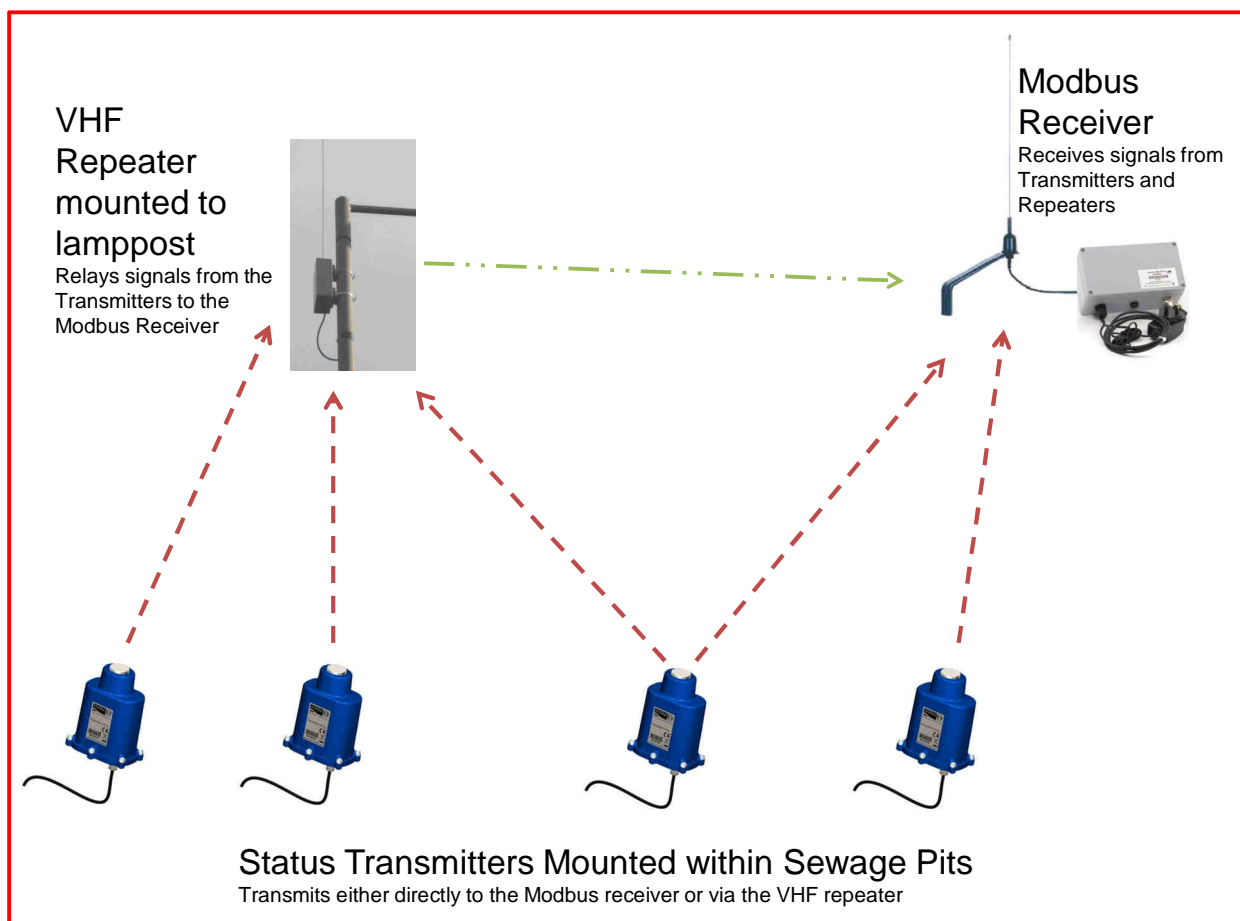 VHF
Repeater
mounted to
lamppost
Relays signals from the
Transmitters to the
Modbus Receiver
Modbus
Receiver
Receives signals from
Transmitters and
Repeaters
Status Transmitters Mounted within Sewage Pits
Transmits either directly to the Modbus receiver or via the VHF repeater